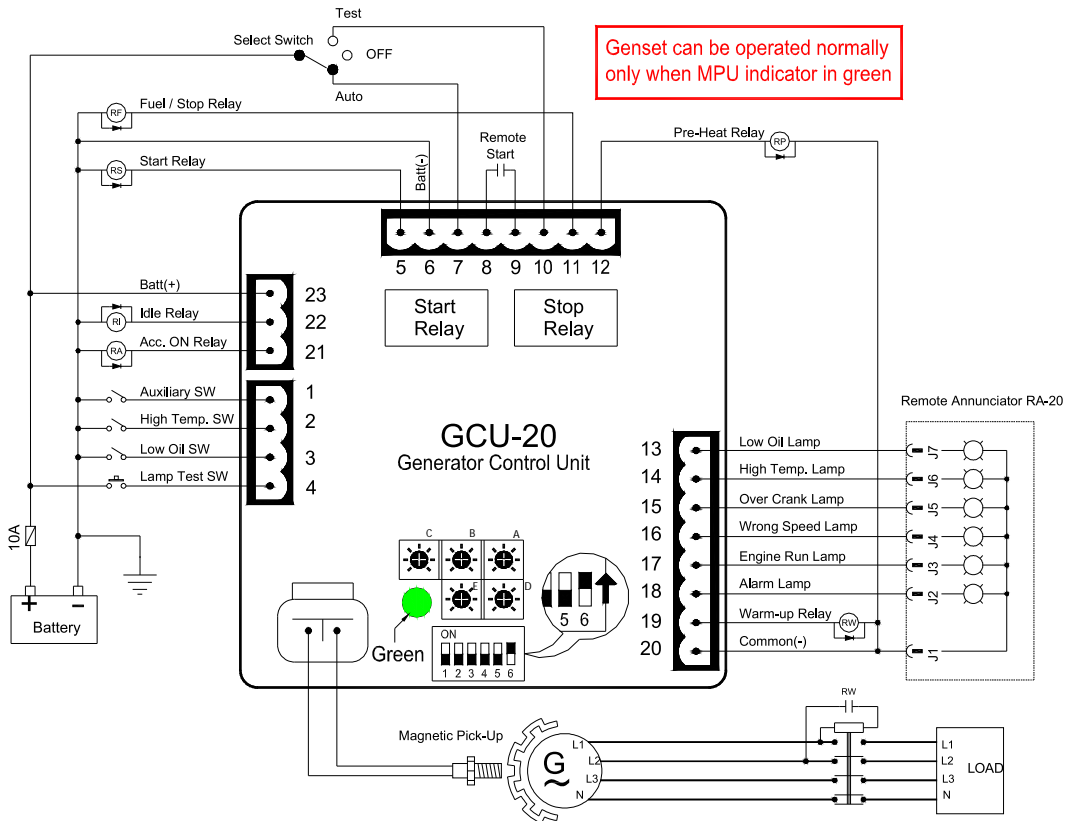 Test
Select Switch
OFF
Auto
Genset can be operated normally
only when MPU indicator in green
RF
Fuel / Stop Relay
Remote
Start
Pre-Heat Relay
RP
RS
Start Relay
Batt(-)
5 6 7 8 9 10 11 12
Start
Relay
Stop
Relay
Batt(+)
23
RI
Idle Relay
22
RA
Acc. ON Relay
21
Auxiliary SW
1
High Temp. SW
2
Low Oil SW
3
Lamp Test SW
4
10A
+
−
Battery
GCU-20
Generator Control Unit
Remote Annunciator RA-20
13
Low Oil Lamp
J7
14
High Temp. Lamp
J6
15
Over Crank Lamp
J5
16
Wrong Speed Lamp
J4
17
Engine Run Lamp
J3
18
Alarm Lamp
J2
19
Warm-up Relay
RW
20
Common(-)
J1
C B A
E D
5 6
Green
ON
1 2 3 4 5 6
Magnetic Pick-Up
G
~
L1
L2
L3
N
RW
L1
L2
L3
N
LOAD